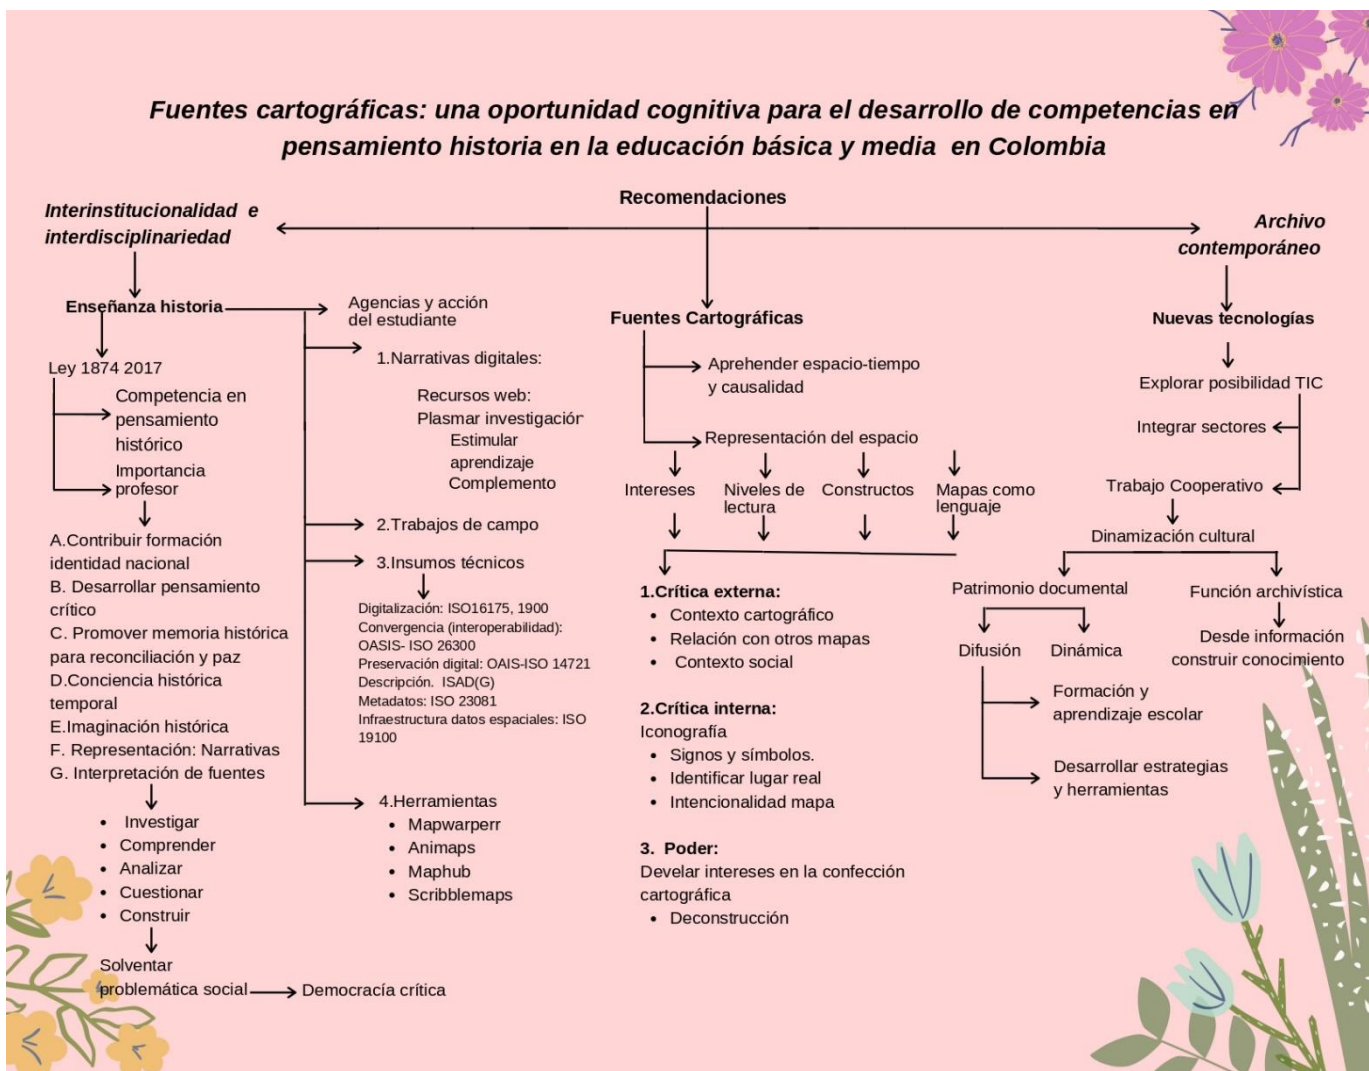 Fuentes cartográficas: una oportunidad cognitiva para el desarrollo de competencias en
pensamiento historia en la educación básica y media en Colombia
Recomendaciones
Interinstitucionalidad e
interdisciplinariedad
Archivo
contemporáneo
Enseñanza historia
Ley 1874 2017
Competencia en
pensamiento
histórico
Importancia
profesor
A.Contribuir formación
identidad nacional
B. Desarrollar pensamiento
crítico
C. Promover memoria histórica
para reconciliación y paz
D.Conciencia histórica
temporal
E.Imaginación histórica
F. Representación: Narrativas
G. Interpretación de fuentes
• Investigar
• Comprender
• Analizar
• Cuestionar
• Construir
Solventar
problemática social
Democracía crítica
Agencias y acción
del estudiante
1.Narrativas digitales:
Recursos web:
Plasmar investigación
Estimular
aprendizaje
Complemento
2.Trabajos de campo
3.Insumos técnicos
Digitalización: ISO16175, 1900
Convergencia (interoperabilidad):
OASIS- ISO 26300
Preservación digital: OAIS-ISO 14721
Descripción. ISAD(G)
Metadatos: ISO 23081
Infraestructura datos espaciales: ISO
19100
4.Herramientas
• Mapwarperr
• Animaps
• Maphub
• Scribblemaps
Fuentes Cartográficas
Aprehender espacio-tiempo
y causalidad
Representación del espacio
Intereses
Niveles de
lectura
Constructos
Mapas como
lenguaje
1.Crítica externa:
• Contexto cartográfico
• Relación con otros mapas
• Contexto social
2.Crítica interna:
Iconografía
• Signos y símbolos.
• Identificar lugar real
• Intencionalidad mapa
3. Poder:
Develar intereses en la confección
cartográfica
• Deconstrucción
Nuevas tecnologías
Explorar posibilidad TIC
Integrar sectores
Trabajo Cooperativo
Dinamización cultural
Patrimonio documental
Función archivística
Difusión
Dinámica
Desde información
construir conocimiento
Formación y
aprendizaje escolar
Desarrollar estrategias
y herramientas